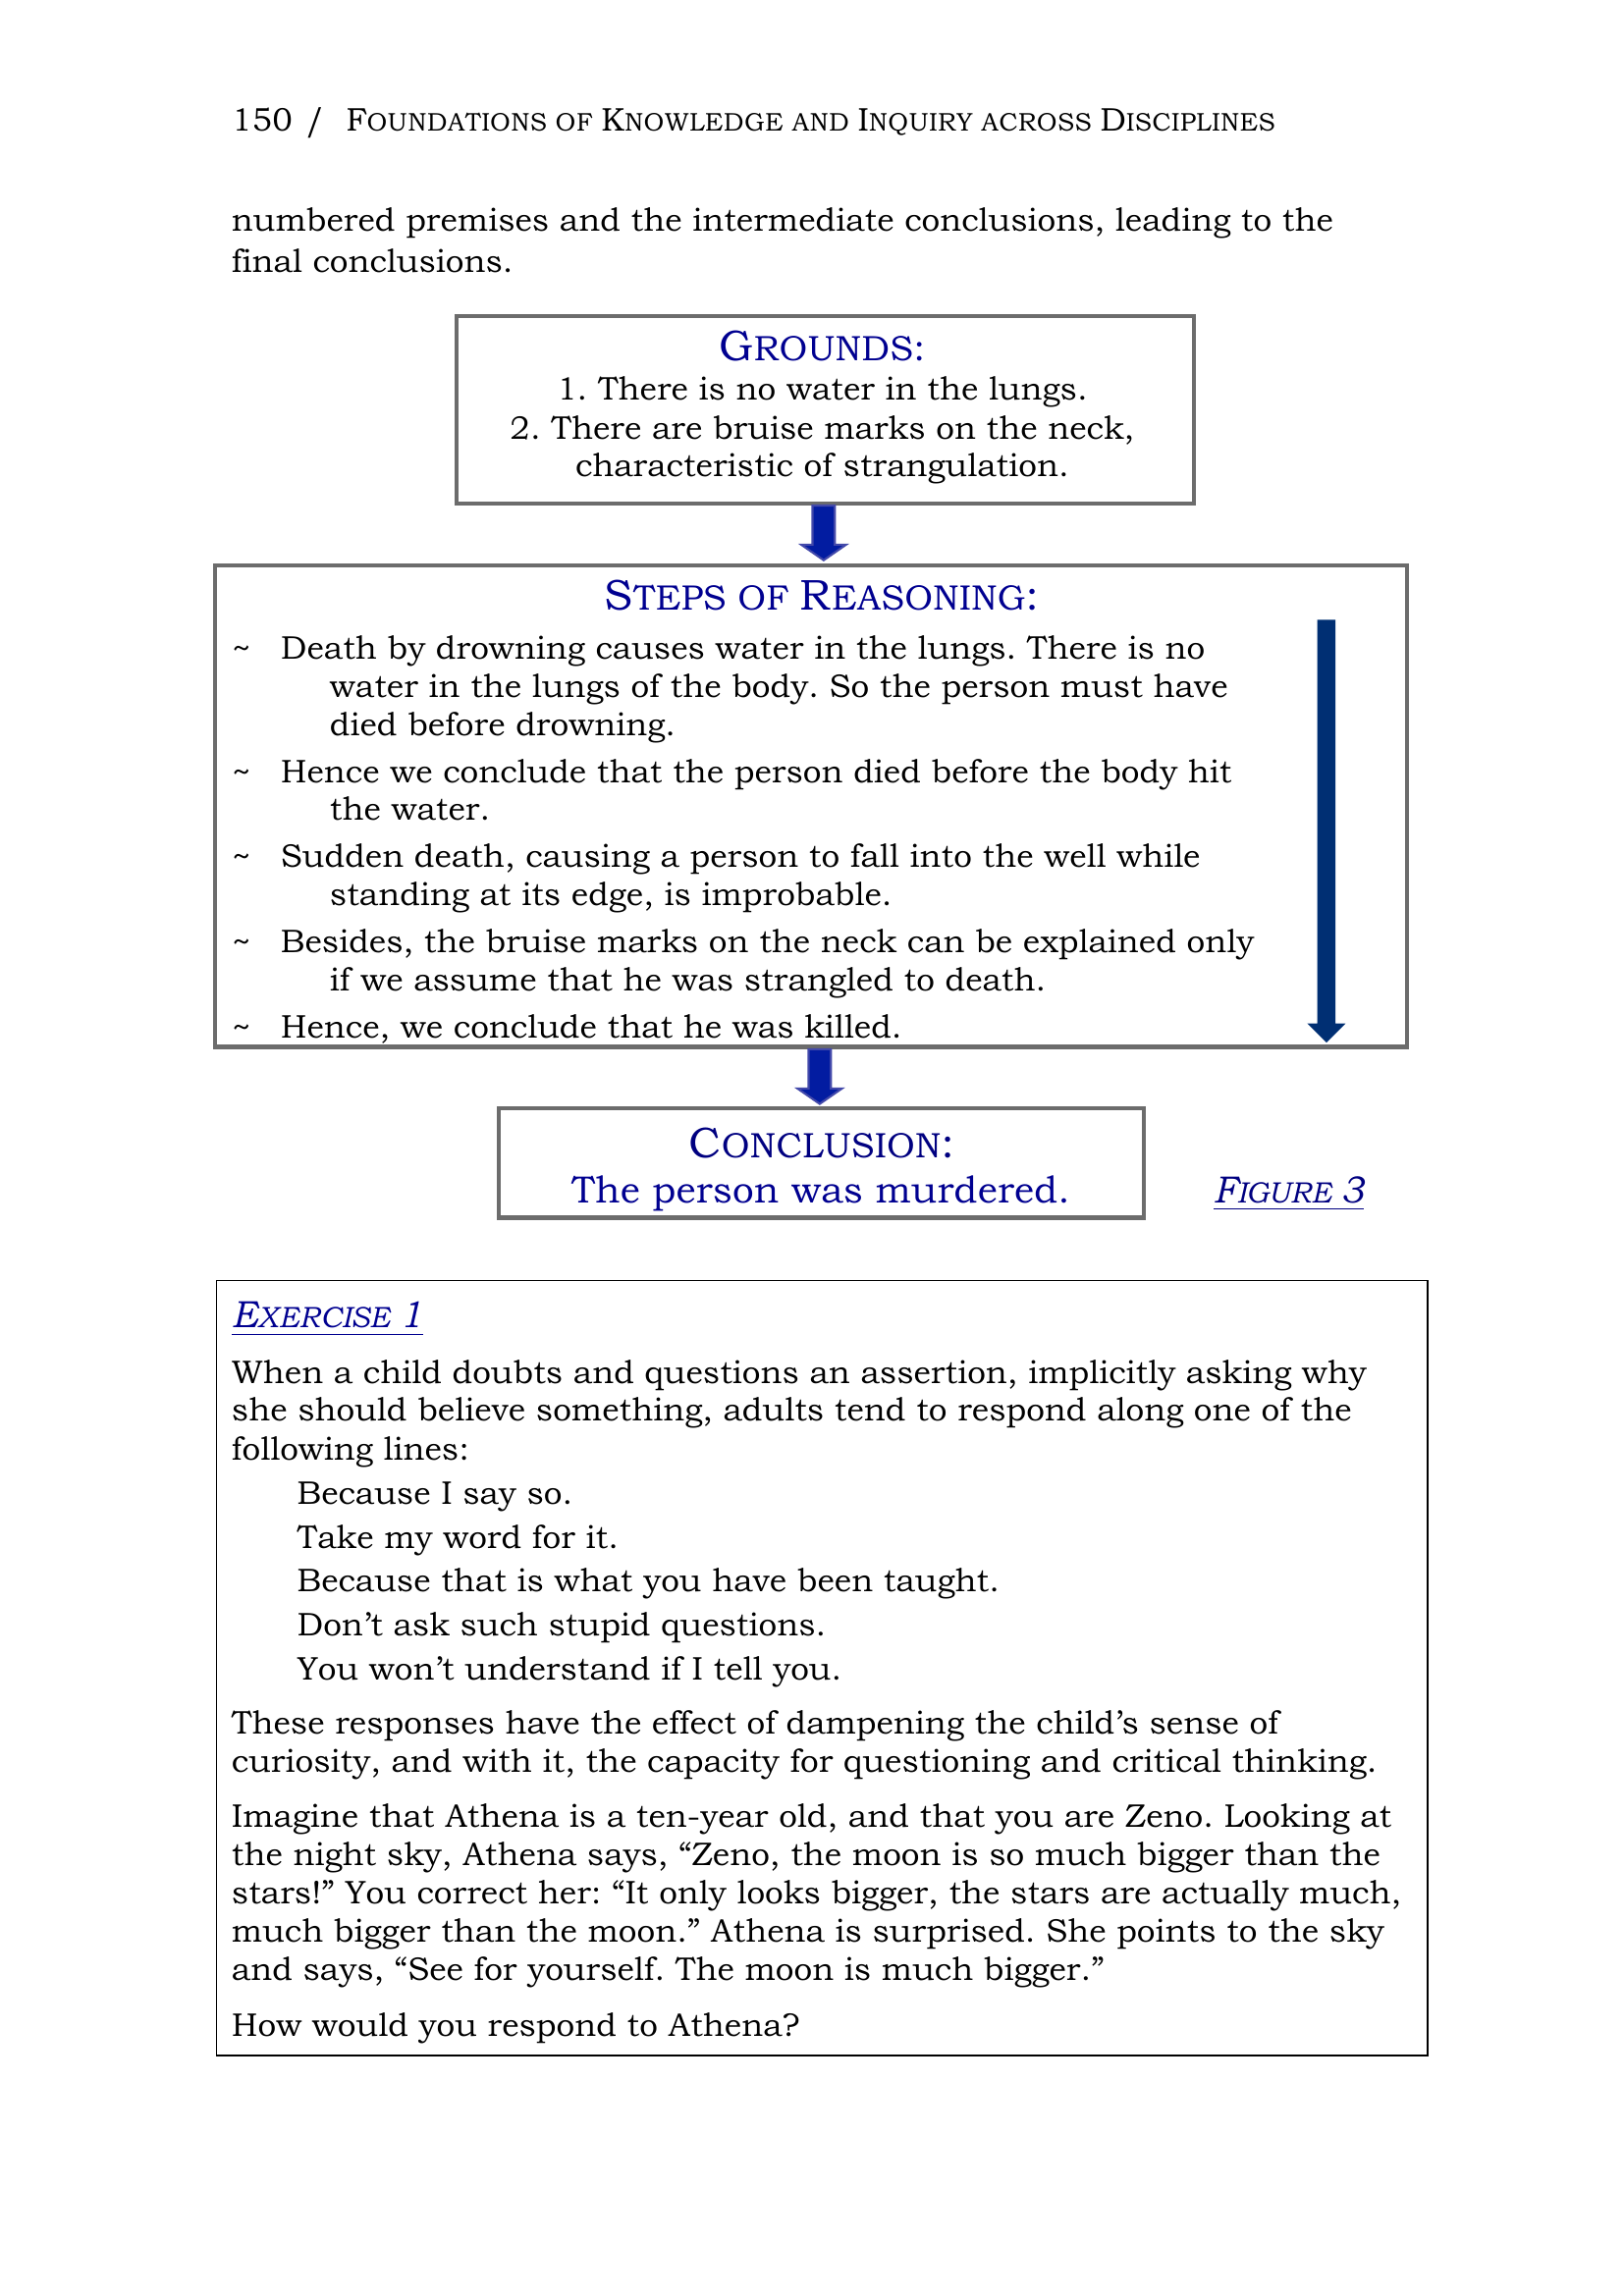 150 / FOUNDATIONS OF KNOWLEDGE AND INQUIRY ACROSS DISCIPLINES
numbered premises and the intermediate conclusions, leading to the
final conclusions.
GROUNDS:
1. There is no water in the lungs.
2. There are bruise marks on the neck,
characteristic of strangulation.
STEPS OF REASONING:
~ Death by drowning causes water in the lungs. There is no
water in the lungs of the body. So the person must have
died before drowning.
~ Hence we conclude that the person died before the body hit
the water.
~ Sudden death, causing a person to fall into the well while
standing at its edge, is improbable.
~ Besides, the bruise marks on the neck can be explained only
if we assume that he was strangled to death.
~ Hence, we conclude that he was killed.
CONCLUSION:
The person was murdered.
FIGURE 3
EXERCISE 1
When a child doubts and questions an assertion, implicitly asking why
she should believe something, adults tend to respond along one of the
following lines:
Because I say so.
Take my word for it.
Because that is what you have been taught.
Don’t ask such stupid questions.
You won’t understand if I tell you.
These responses have the effect of dampening the child’s sense of
curiosity, and with it, the capacity for questioning and critical thinking.
Imagine that Athena is a ten-year old, and that you are Zeno. Looking at
the night sky, Athena says, “Zeno, the moon is so much bigger than the
stars!” You correct her: “It only looks bigger, the stars are actually much,
much bigger than the moon.” Athena is surprised. She points to the sky
and says, “See for yourself. The moon is much bigger.”
How would you respond to Athena?